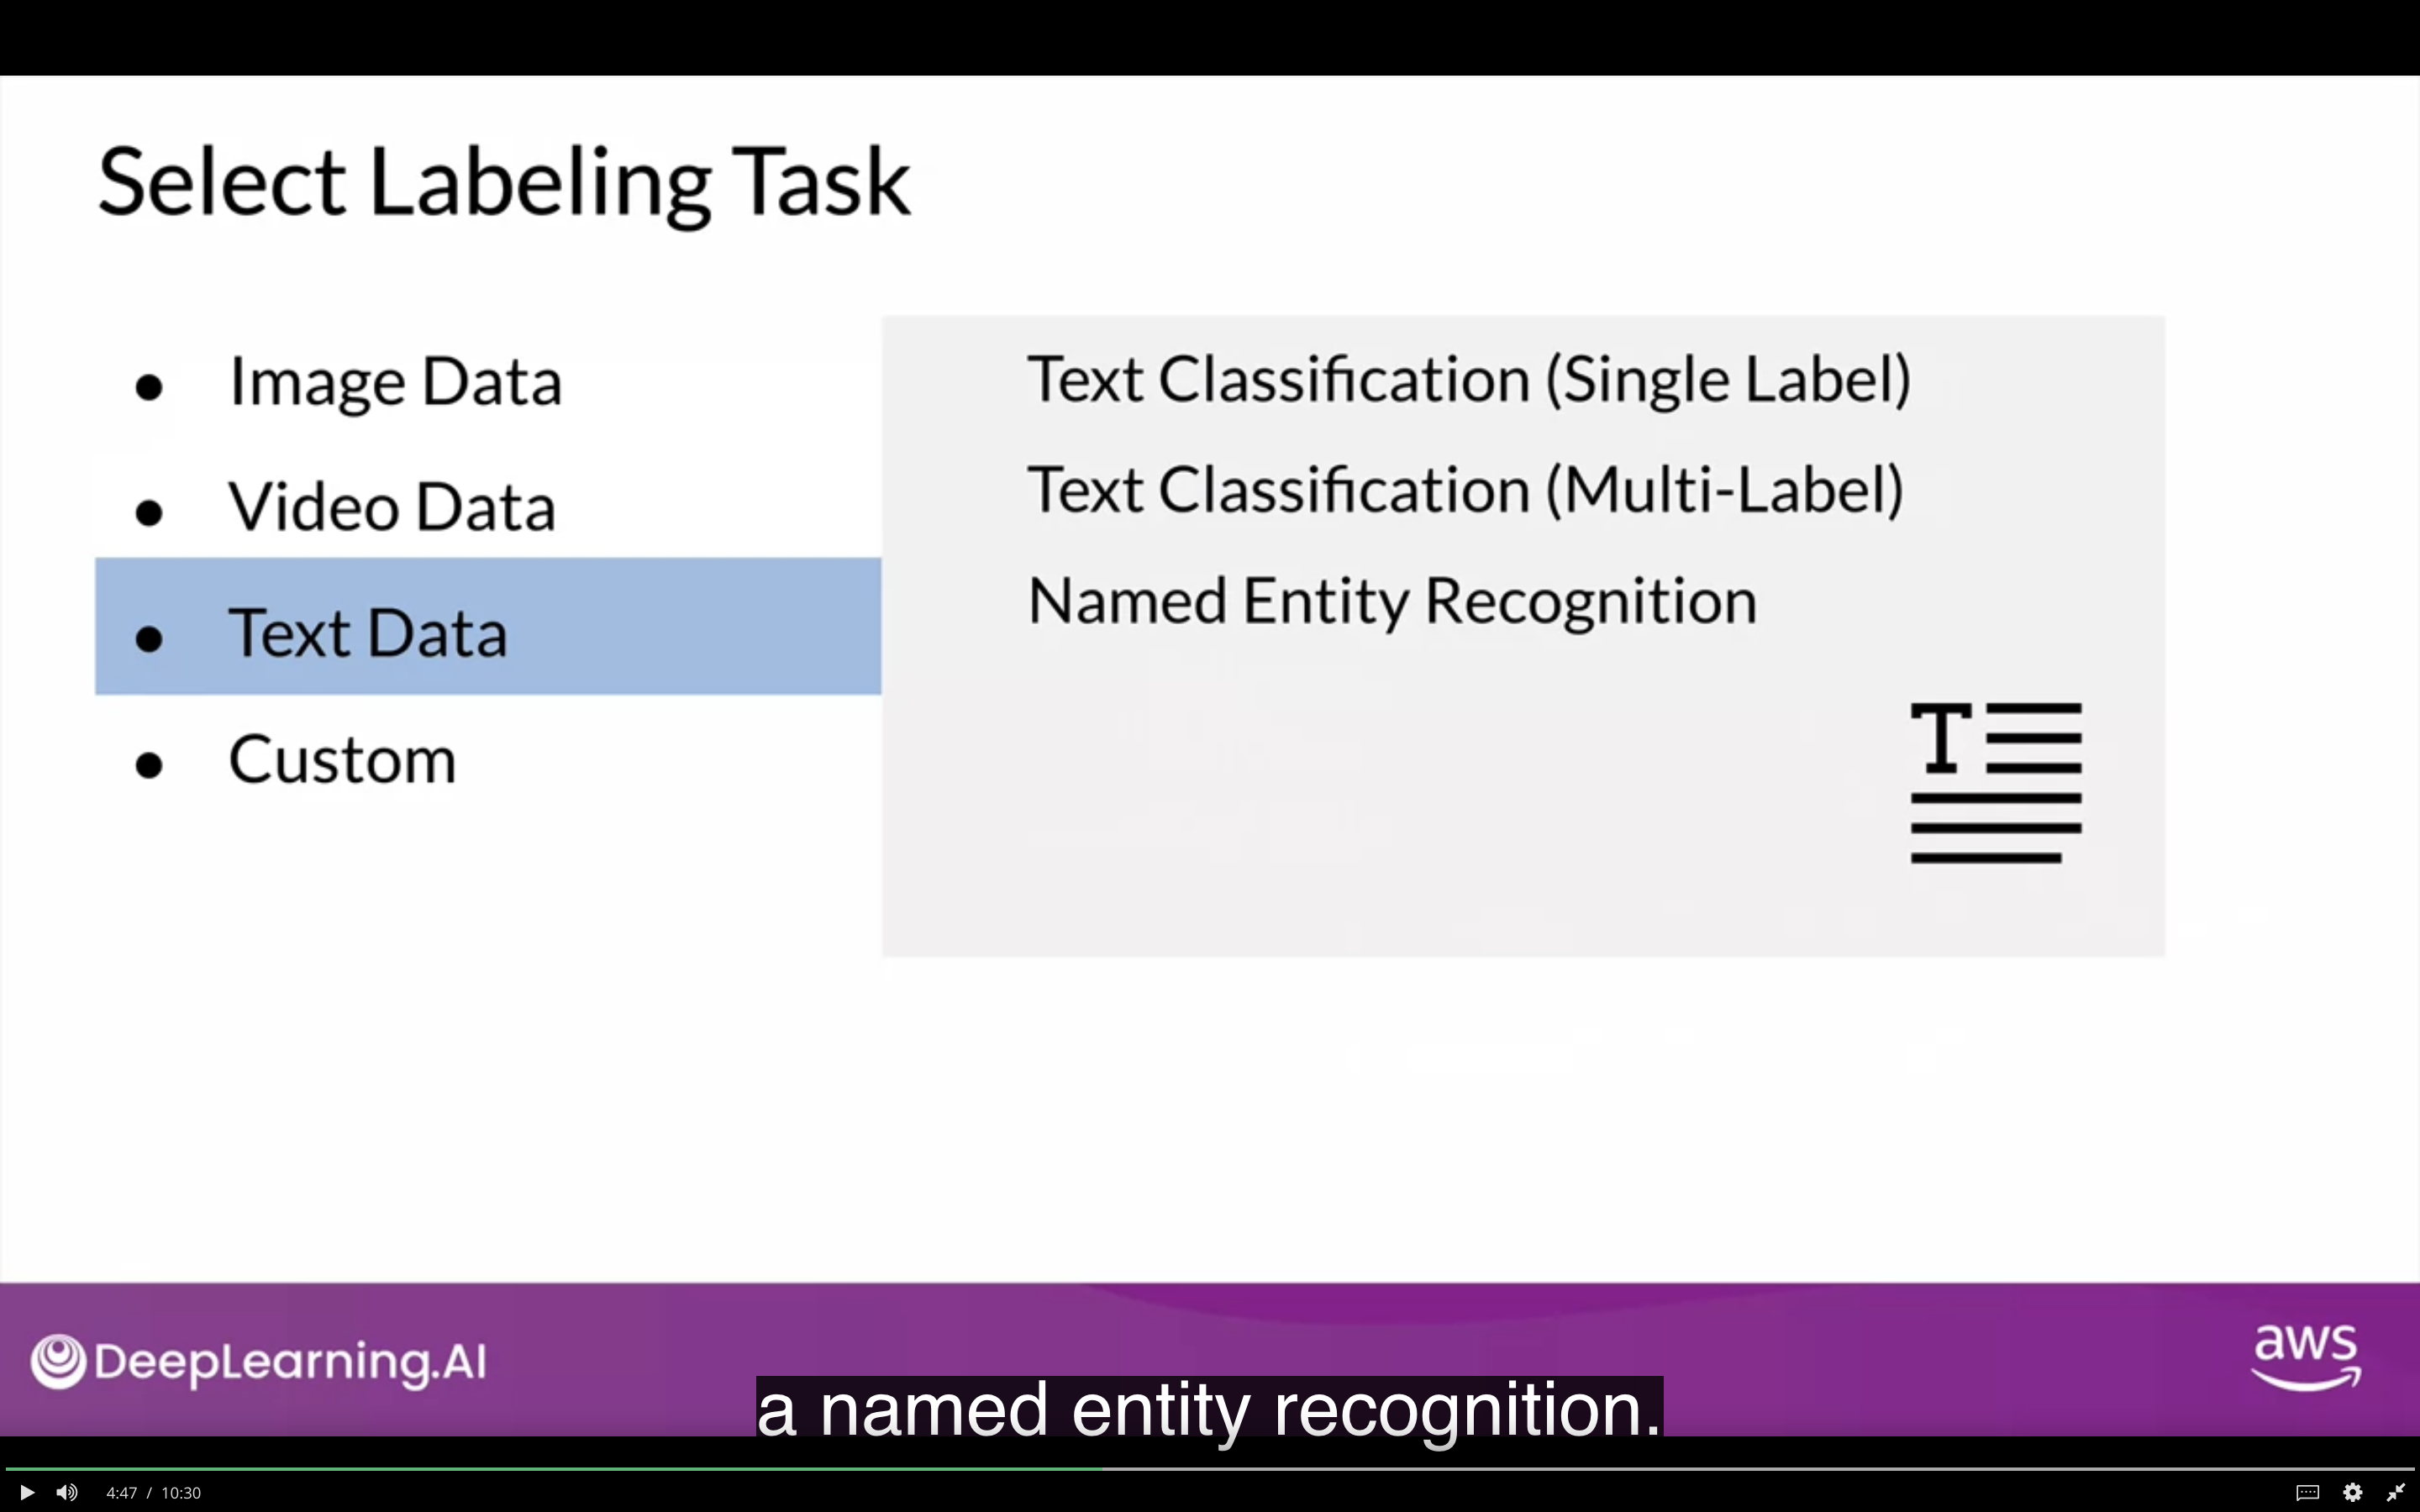 Select Labeling Task
● Image Data
● Video Data
● Text Data
● Custom
Text Classification (Single Label)
Text Classification (Multi-Label)
Named Entity Recognition
T
DeepLearning.AI
aws
a named entity recognition.
4:47 / 10:30